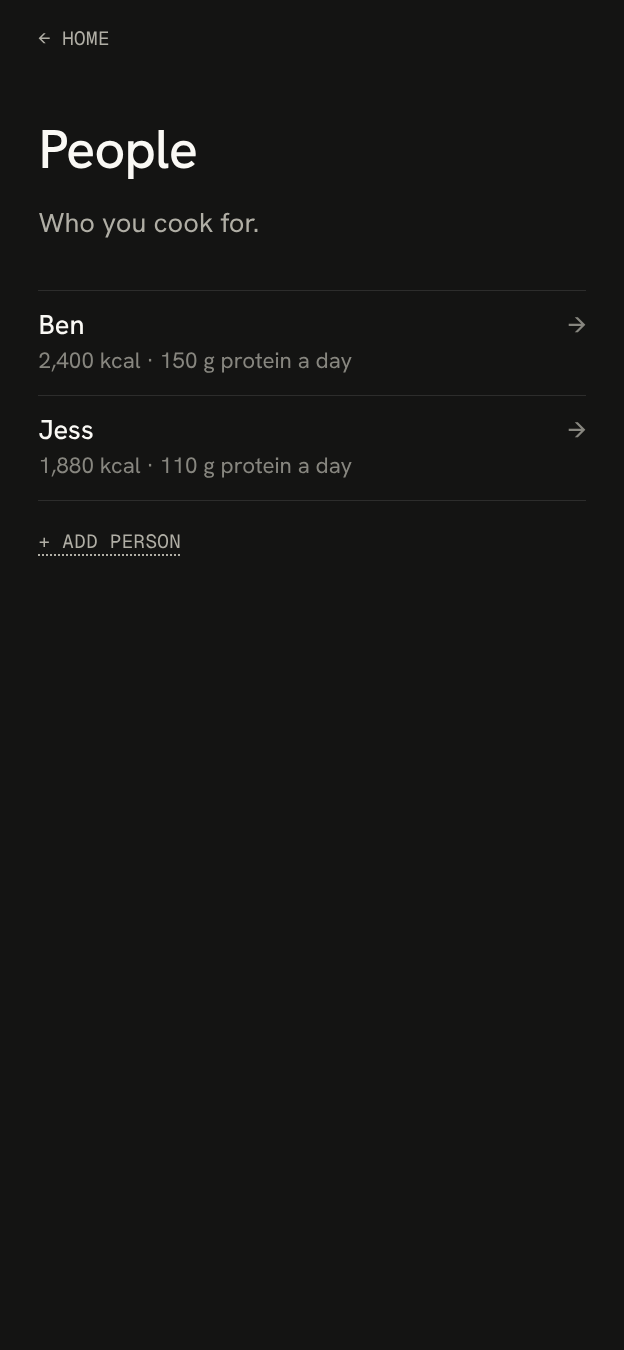 ← HOME
People
Who you cook for.
Ben →
2,400 kcal · 150 g protein a day
Jess →
1,880 kcal · 110 g protein a day
+ ADD PERSON